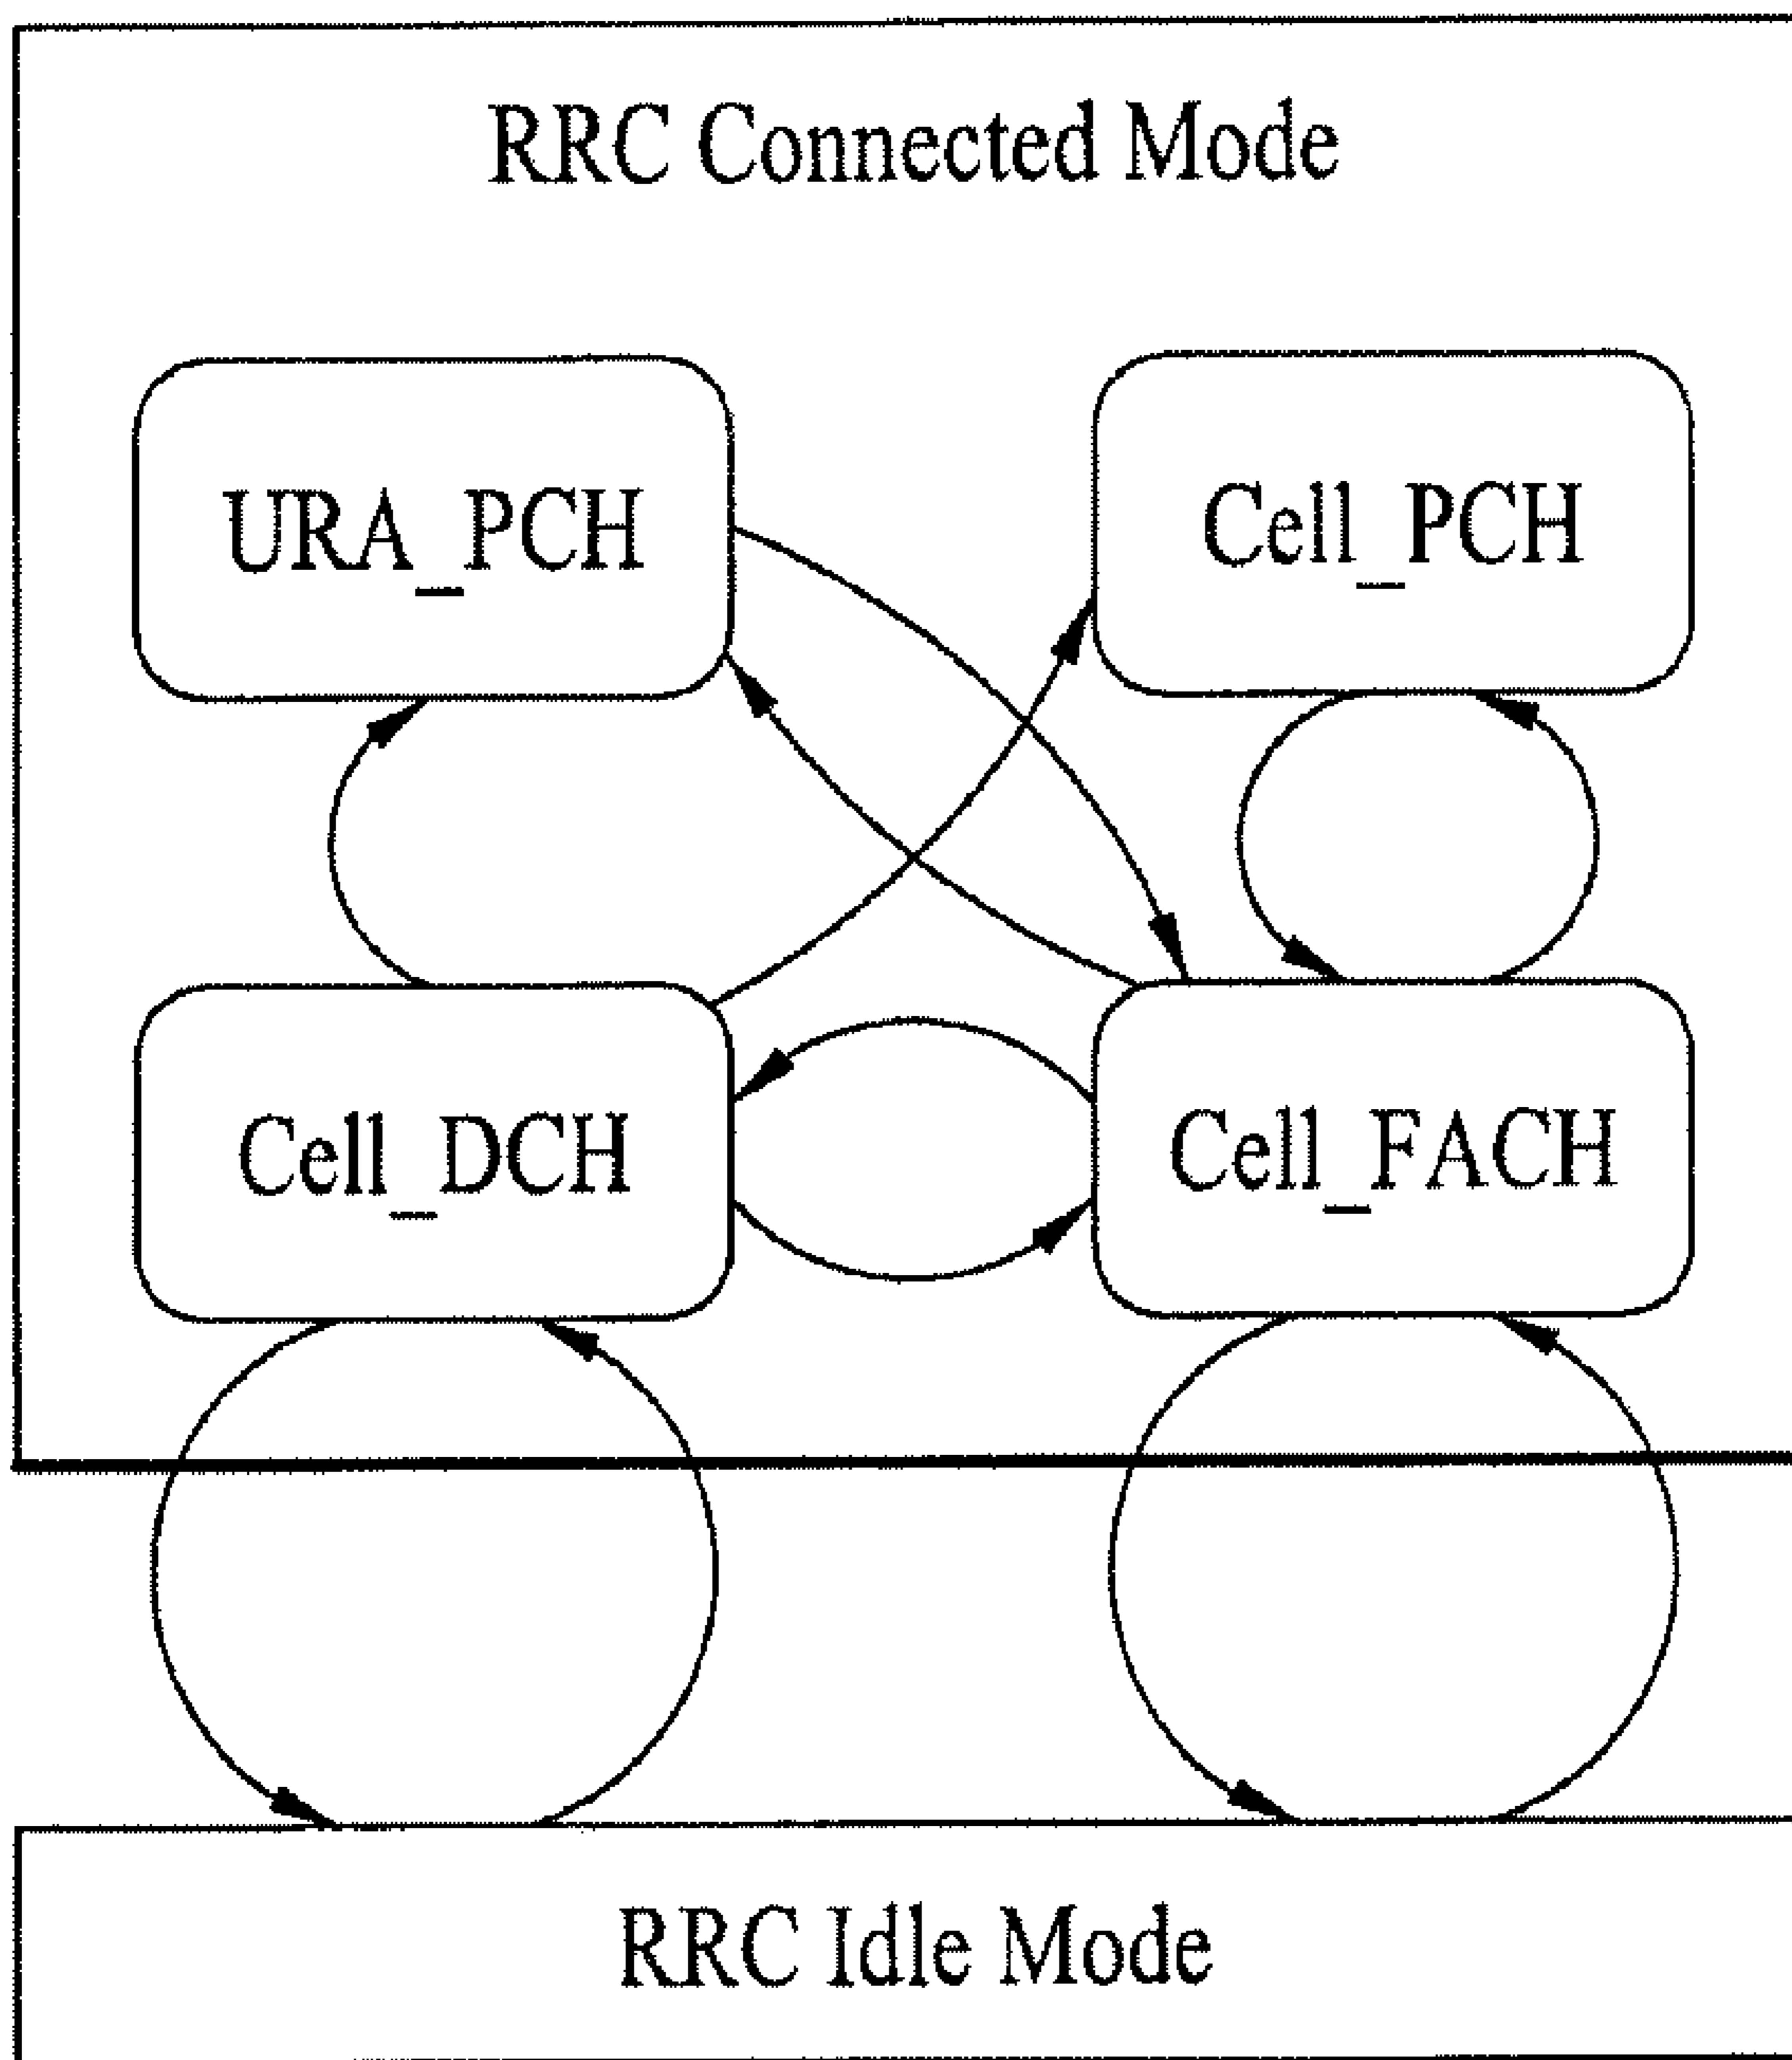 RRC Connected Mode
URA_PCH
Cell_PCH
Cell_DCH
Cell_FACH
RRC Idle Mode